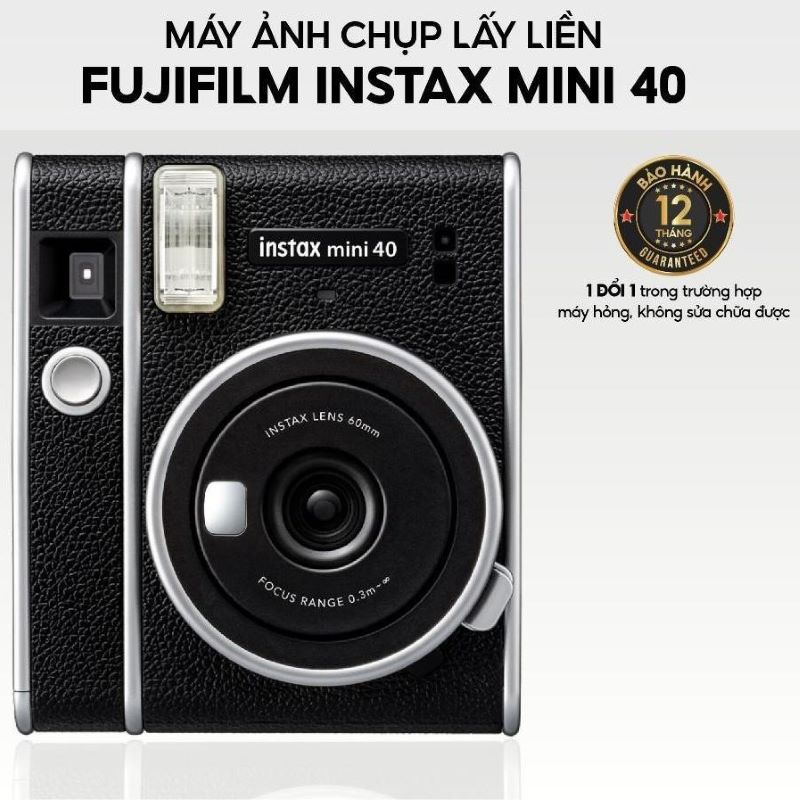 MÁY ẢNH CHỤP LẤY LIỀN
FUJIFILM INSTAX MINI 40
instax mini 40
BẢO HÀNH
12
THÁNG
GUARANTEED
1 ĐỔI 1 trong trường hợp
máy hỏng, không sửa chữa được
INSTAX LENS 60mm
FOCUS RANGE 0.3m~∞